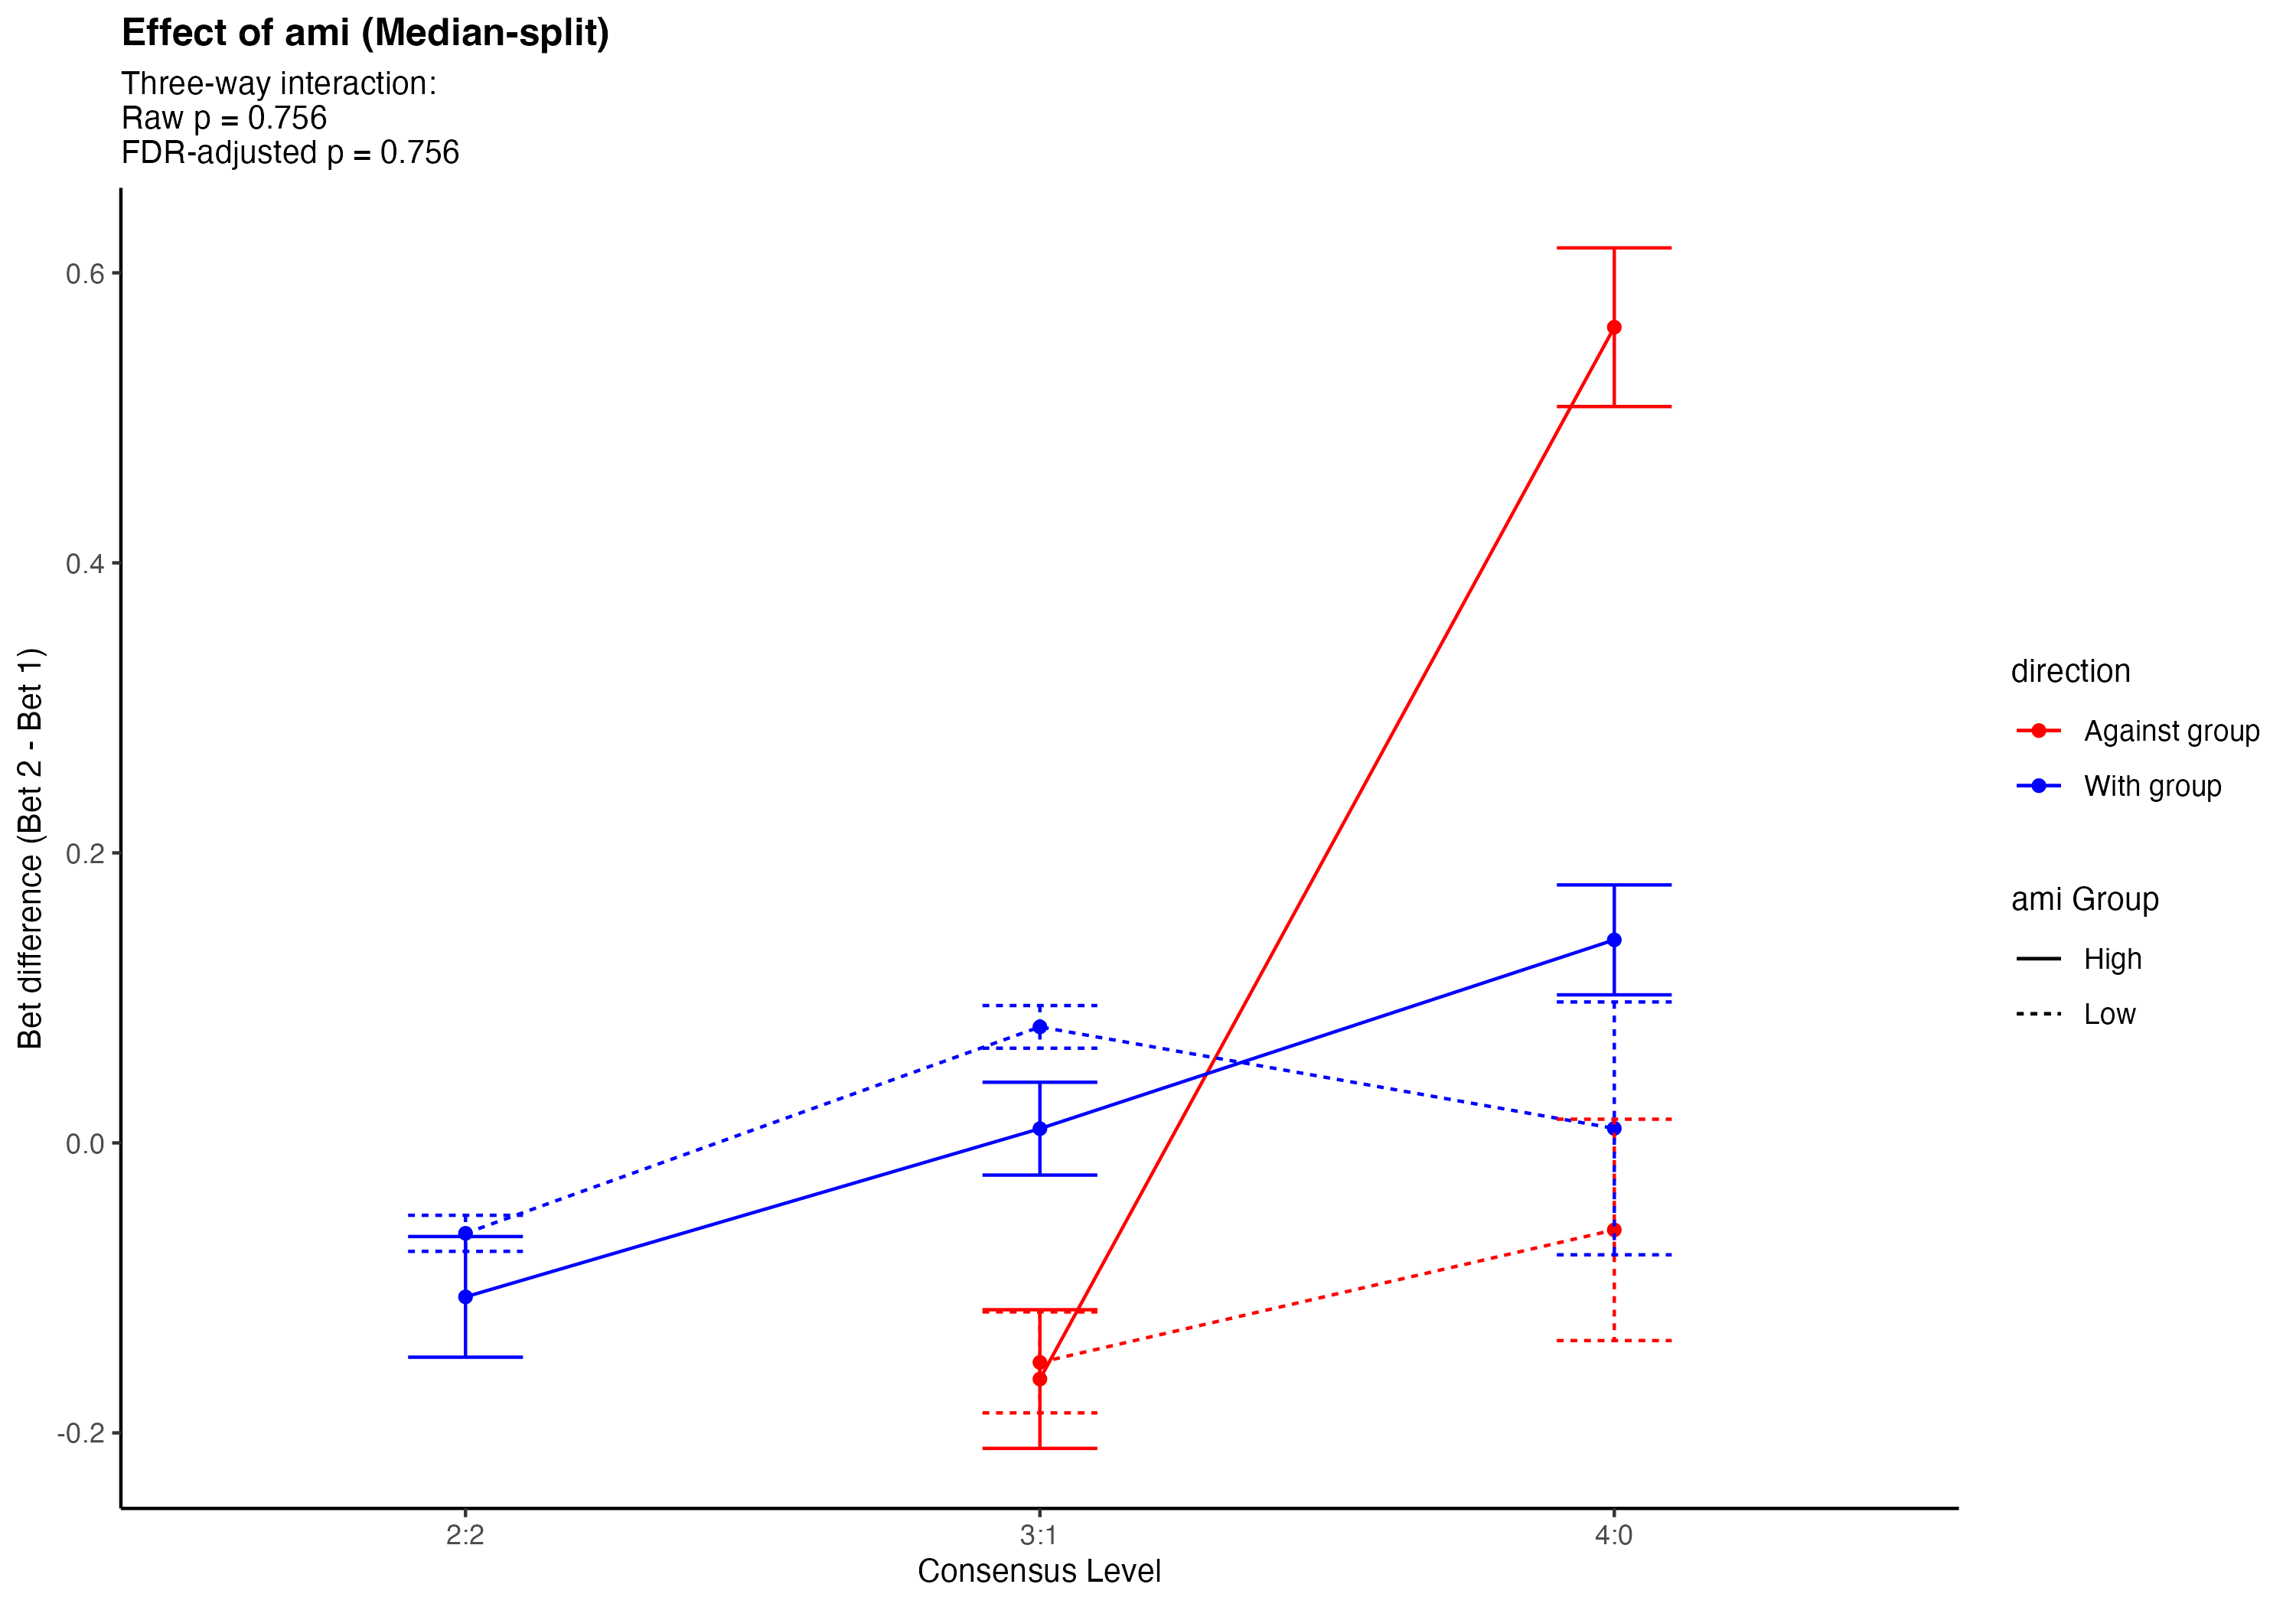 Effect of ami (Median-split)
Three-way interaction:
Raw p = 0.756
FDR-adjusted p = 0.756
Bet difference (Bet 2 - Bet 1)
0.6
0.4
0.2
0.0
-0.2
2:2
3:1
4:0
Consensus Level
direction
Against group
With group
ami Group
High
Low